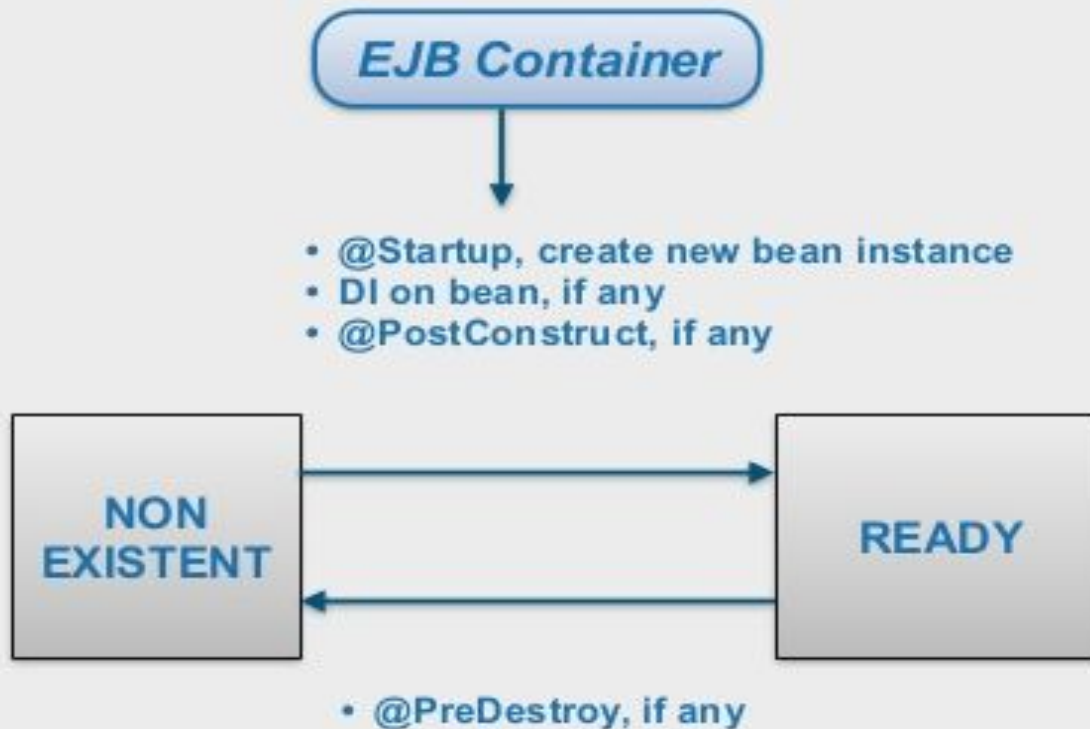 EJB Container
• @Startup, create new bean instance
• DI on bean, if any
• @PostConstruct, if any
NON
EXISTENT
READY
• @PreDestroy, if any